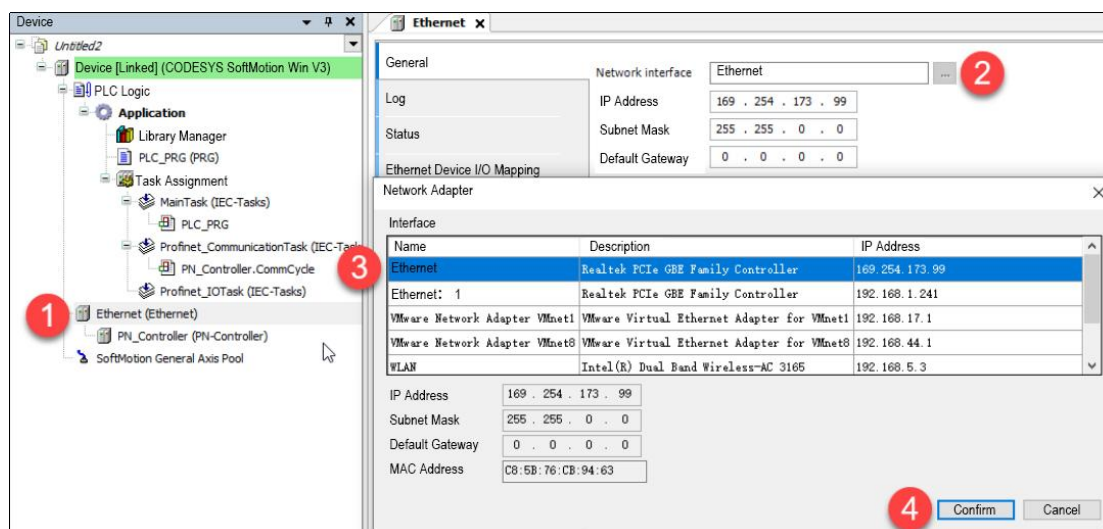 Device
Untitled2
Device [Linked] (CODESYS SoftMotion Win V3)
PLC Logic
Application
Library Manager
PLC_PRG (PRG)
Task Assignment
MainTask (IEC-Tasks)
PLC_PRG
Profinet_CommunicationTask (IEC-Task
PN_Controller.CommCycle
Profinet_IOTask (IEC-Tasks)
1
Ethernet (Ethernet)
PN_Controller (PN-Controller)
SoftMotion General Axis Pool
Ethernet
General
Log
Status
Ethernet Device I/O Mapping
Network interface Ethernet ... 2
IP Address 169 . 254 . 173 . 99
Subnet Mask 255 . 255 . 0 . 0
Default Gateway 0 . 0 . 0 . 0
Network Adapter
Interface
Name Description IP Address
3 Ethernet Realtek PCIe GBE Family Controller 169.254.173.99
Ethernet: 1 Realtek PCIe GBE Family Controller 192.168.1.241
VMware Network Adapter VMnet1 VMware Virtual Ethernet Adapter for VMnet1 192.168.17.1
VMware Network Adapter VMnet8 VMware Virtual Ethernet Adapter for VMnet8 192.168.44.1
WLAN Intel(R) Dual Band Wireless-AC 3165 192.168.5.3
IP Address 169 . 254 . 173 . 99
Subnet Mask 255 . 255 . 0 . 0
Default Gateway 0 . 0 . 0 . 0
MAC Address C8:5B:76:CB:94:63
4 Confirm Cancel